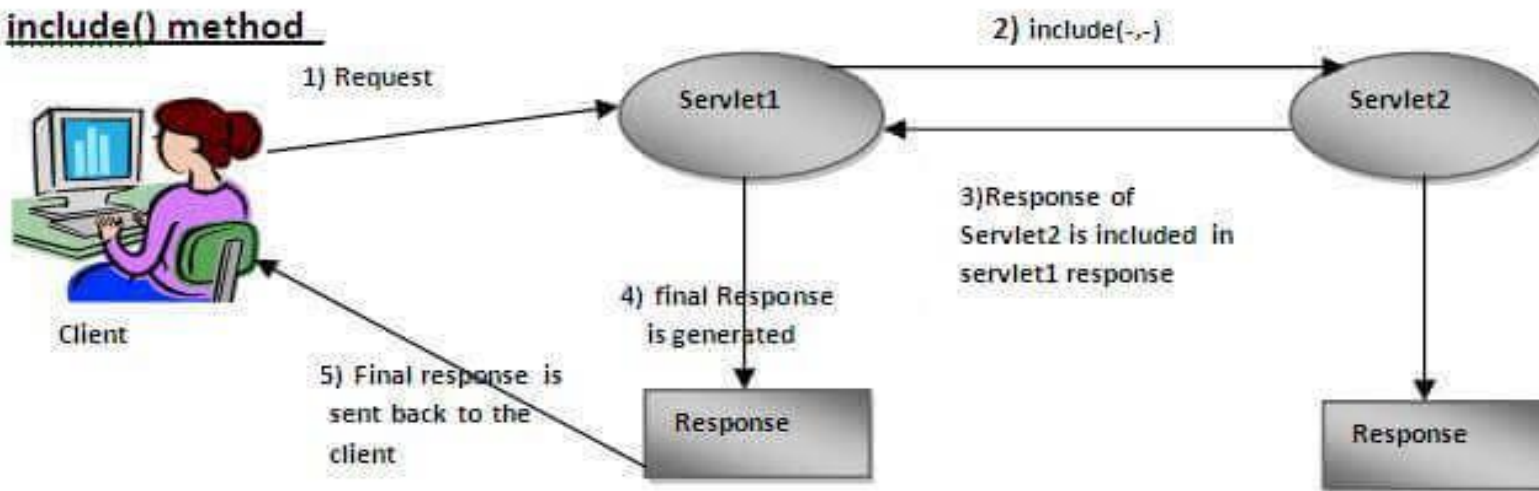 include() method
1) Request
2) include(-,-)
Servlet1
Servlet2
3)Response of
Servlet2 is included in
servlet1 response
4) final Response
is generated
Client
5) Final response is
sent back to the
client
Response
Response